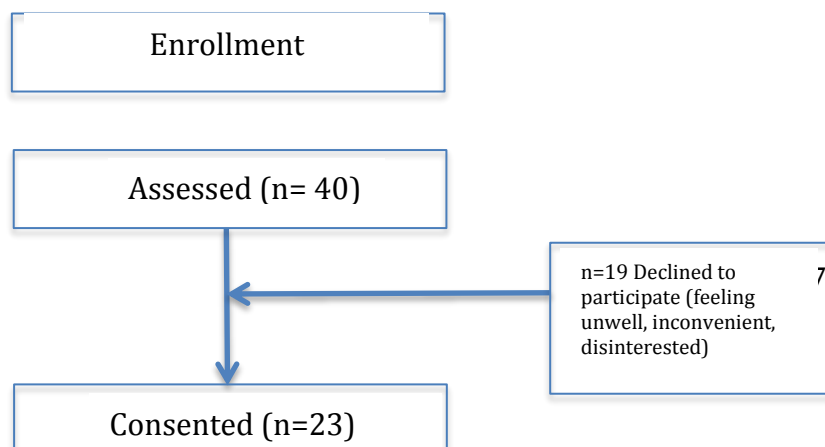 Enrollment
Assessed (n= 40)
n=19 Declined to
participate (feeling
unwell, inconvenient,
disinterested)
Consented (n=23)